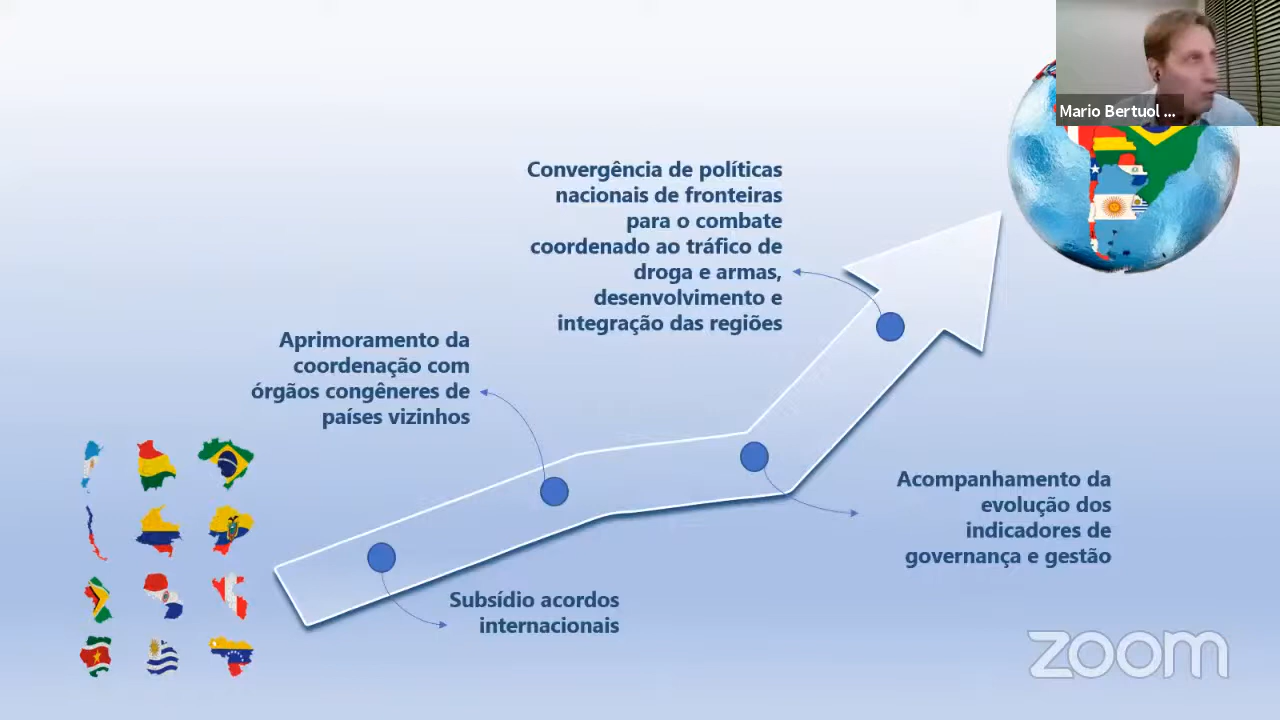 Mario Bertuol ...
Convergência de políticas
nacionais de fronteiras
para o combate
coordenado ao tráfico de
droga e armas,
desenvolvimento e
integração das regiões
Aprimoramento da
coordenação com
órgãos congêneres de
países vizinhos
Acompanhamento da
evolução dos
indicadores de
governança e gestão
Subsídio acordos
internacionais
zoom